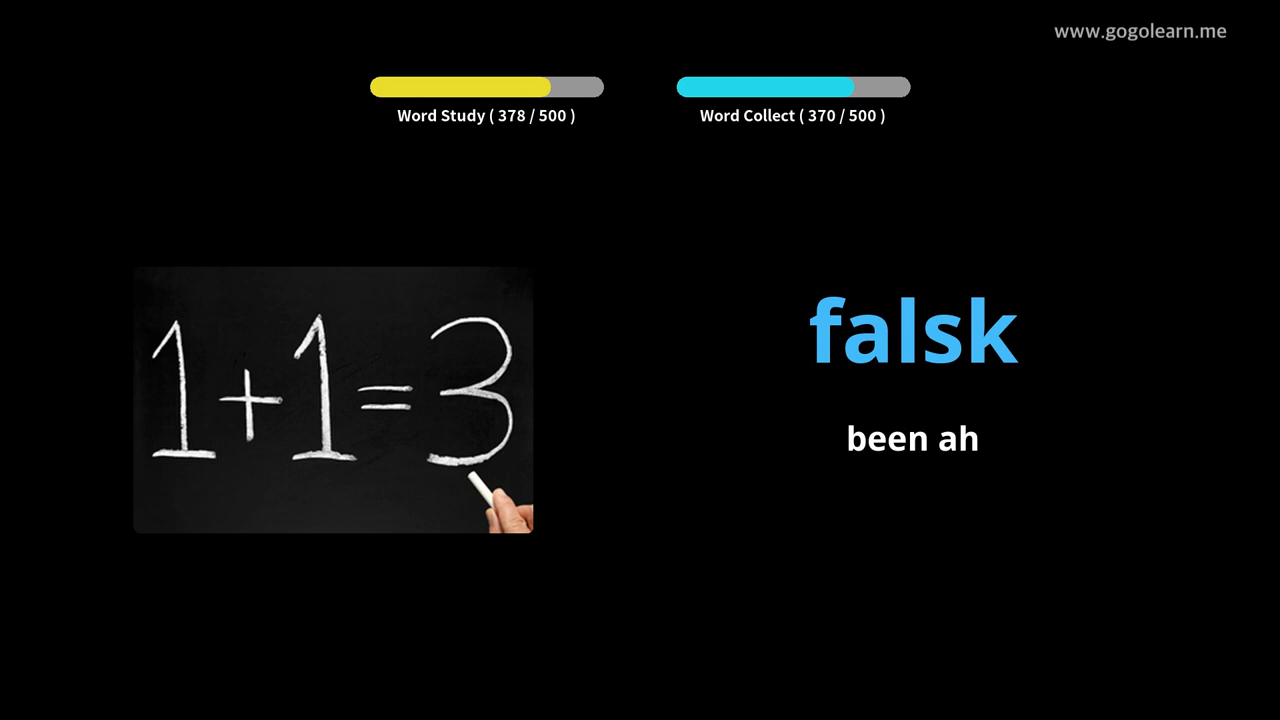 www.gogolearn.me
Word Study ( 378 / 500 )
Word Collect ( 370 / 500 )
1+1=3
falsk
been ah